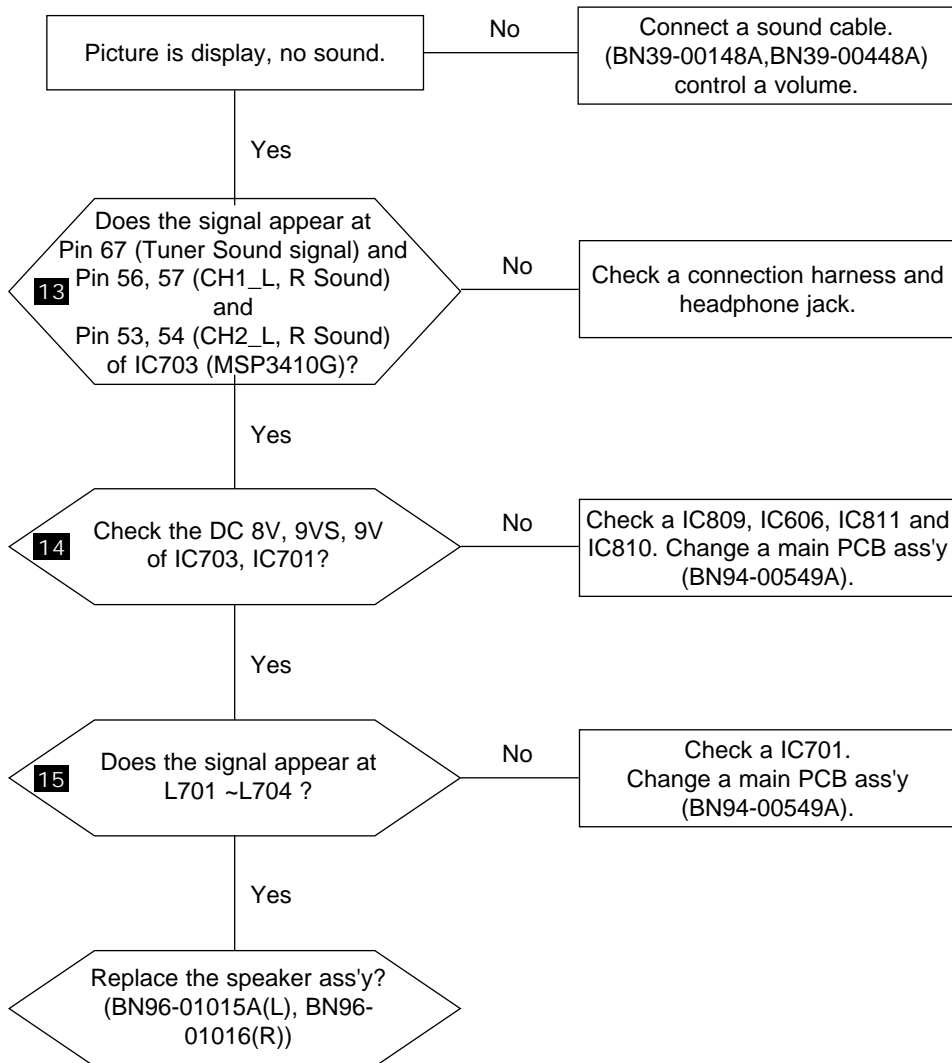 Picture is display, no sound.
No
Connect a sound cable.
(BN39-00148A,BN39-00448A)
control a volume.
Yes
Does the signal appear at
Pin 67 (Tuner Sound signal) and
Pin 56, 57 (CH1_L, R Sound)
and
Pin 53, 54 (CH2_L, R Sound)
of IC703 (MSP3410G)?
13
No
Check a connection harness and
headphone jack.
Yes
14
Check the DC 8V, 9VS, 9V
of IC703, IC701?
No
Check a IC809, IC606, IC811 and
IC810. Change a main PCB ass'y
(BN94-00549A).
Yes
15
Does the signal appear at
L701 ~L704 ?
No
Check a IC701.
Change a main PCB ass'y
(BN94-00549A).
Yes
Replace the speaker ass'y?
(BN96-01015A(L), BN96-
01016(R))